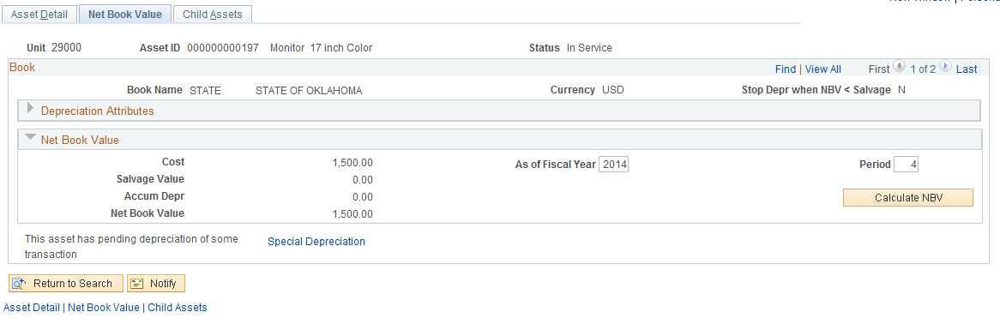 Asset Detail Net Book Value Child Assets
Unit 29000 Asset ID 000000000197 Monitor 17 inch Color Status In Service
Book Find | View All First 1 of 2 Last
Book Name STATE STATE OF OKLAHOMA Currency USD Stop Depr when NBV < Salvage N
Depreciation Attributes
Net Book Value
Cost 1,500.00 As of Fiscal Year 2014 Period 4
Salvage Value 0.00
Accum Depr 0.00 Calculate NBV
Net Book Value 1,500.00
This asset has pending depreciation of some Special Depreciation
transaction
Return to Search Notify
Asset Detail | Net Book Value | Child Assets